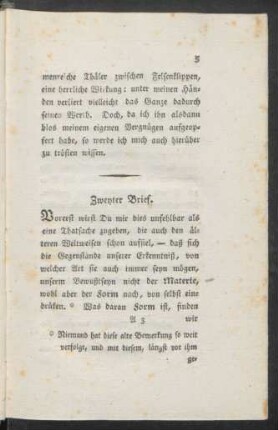 5
menreiche Thäler zwischen Felsenklippen,
eine herrliche Wirkung: unter meinen Hän-
den verliert vielleicht das Ganze dadurch
seinen Werth. Doch, da ich ihn alsdann
blos meinem eigenen Vergnügen aufgeop-
fert habe, so werde ich mich auch hierüber
zu trösten wissen.
Zweyter Brief.
Vorerst wirst Du mir dies unfehlbar als
eine Thatsache zugeben, die auch den äl-
teren Weltweisen schon auffiel, — daß sich
die Gegenstände unserer Erkenntniß, von
welcher Art sie auch immer seyn mögen,
unserem Bewußtseyn nicht der Materie,
wohl aber der Form nach, von selbst eine
drüken. * Was daran Form ist, finden
A 3 wir
* Niemand hat diese alte Bemerkung so weit
verfolgt, und mit diesem, längst vor ihm
ge-